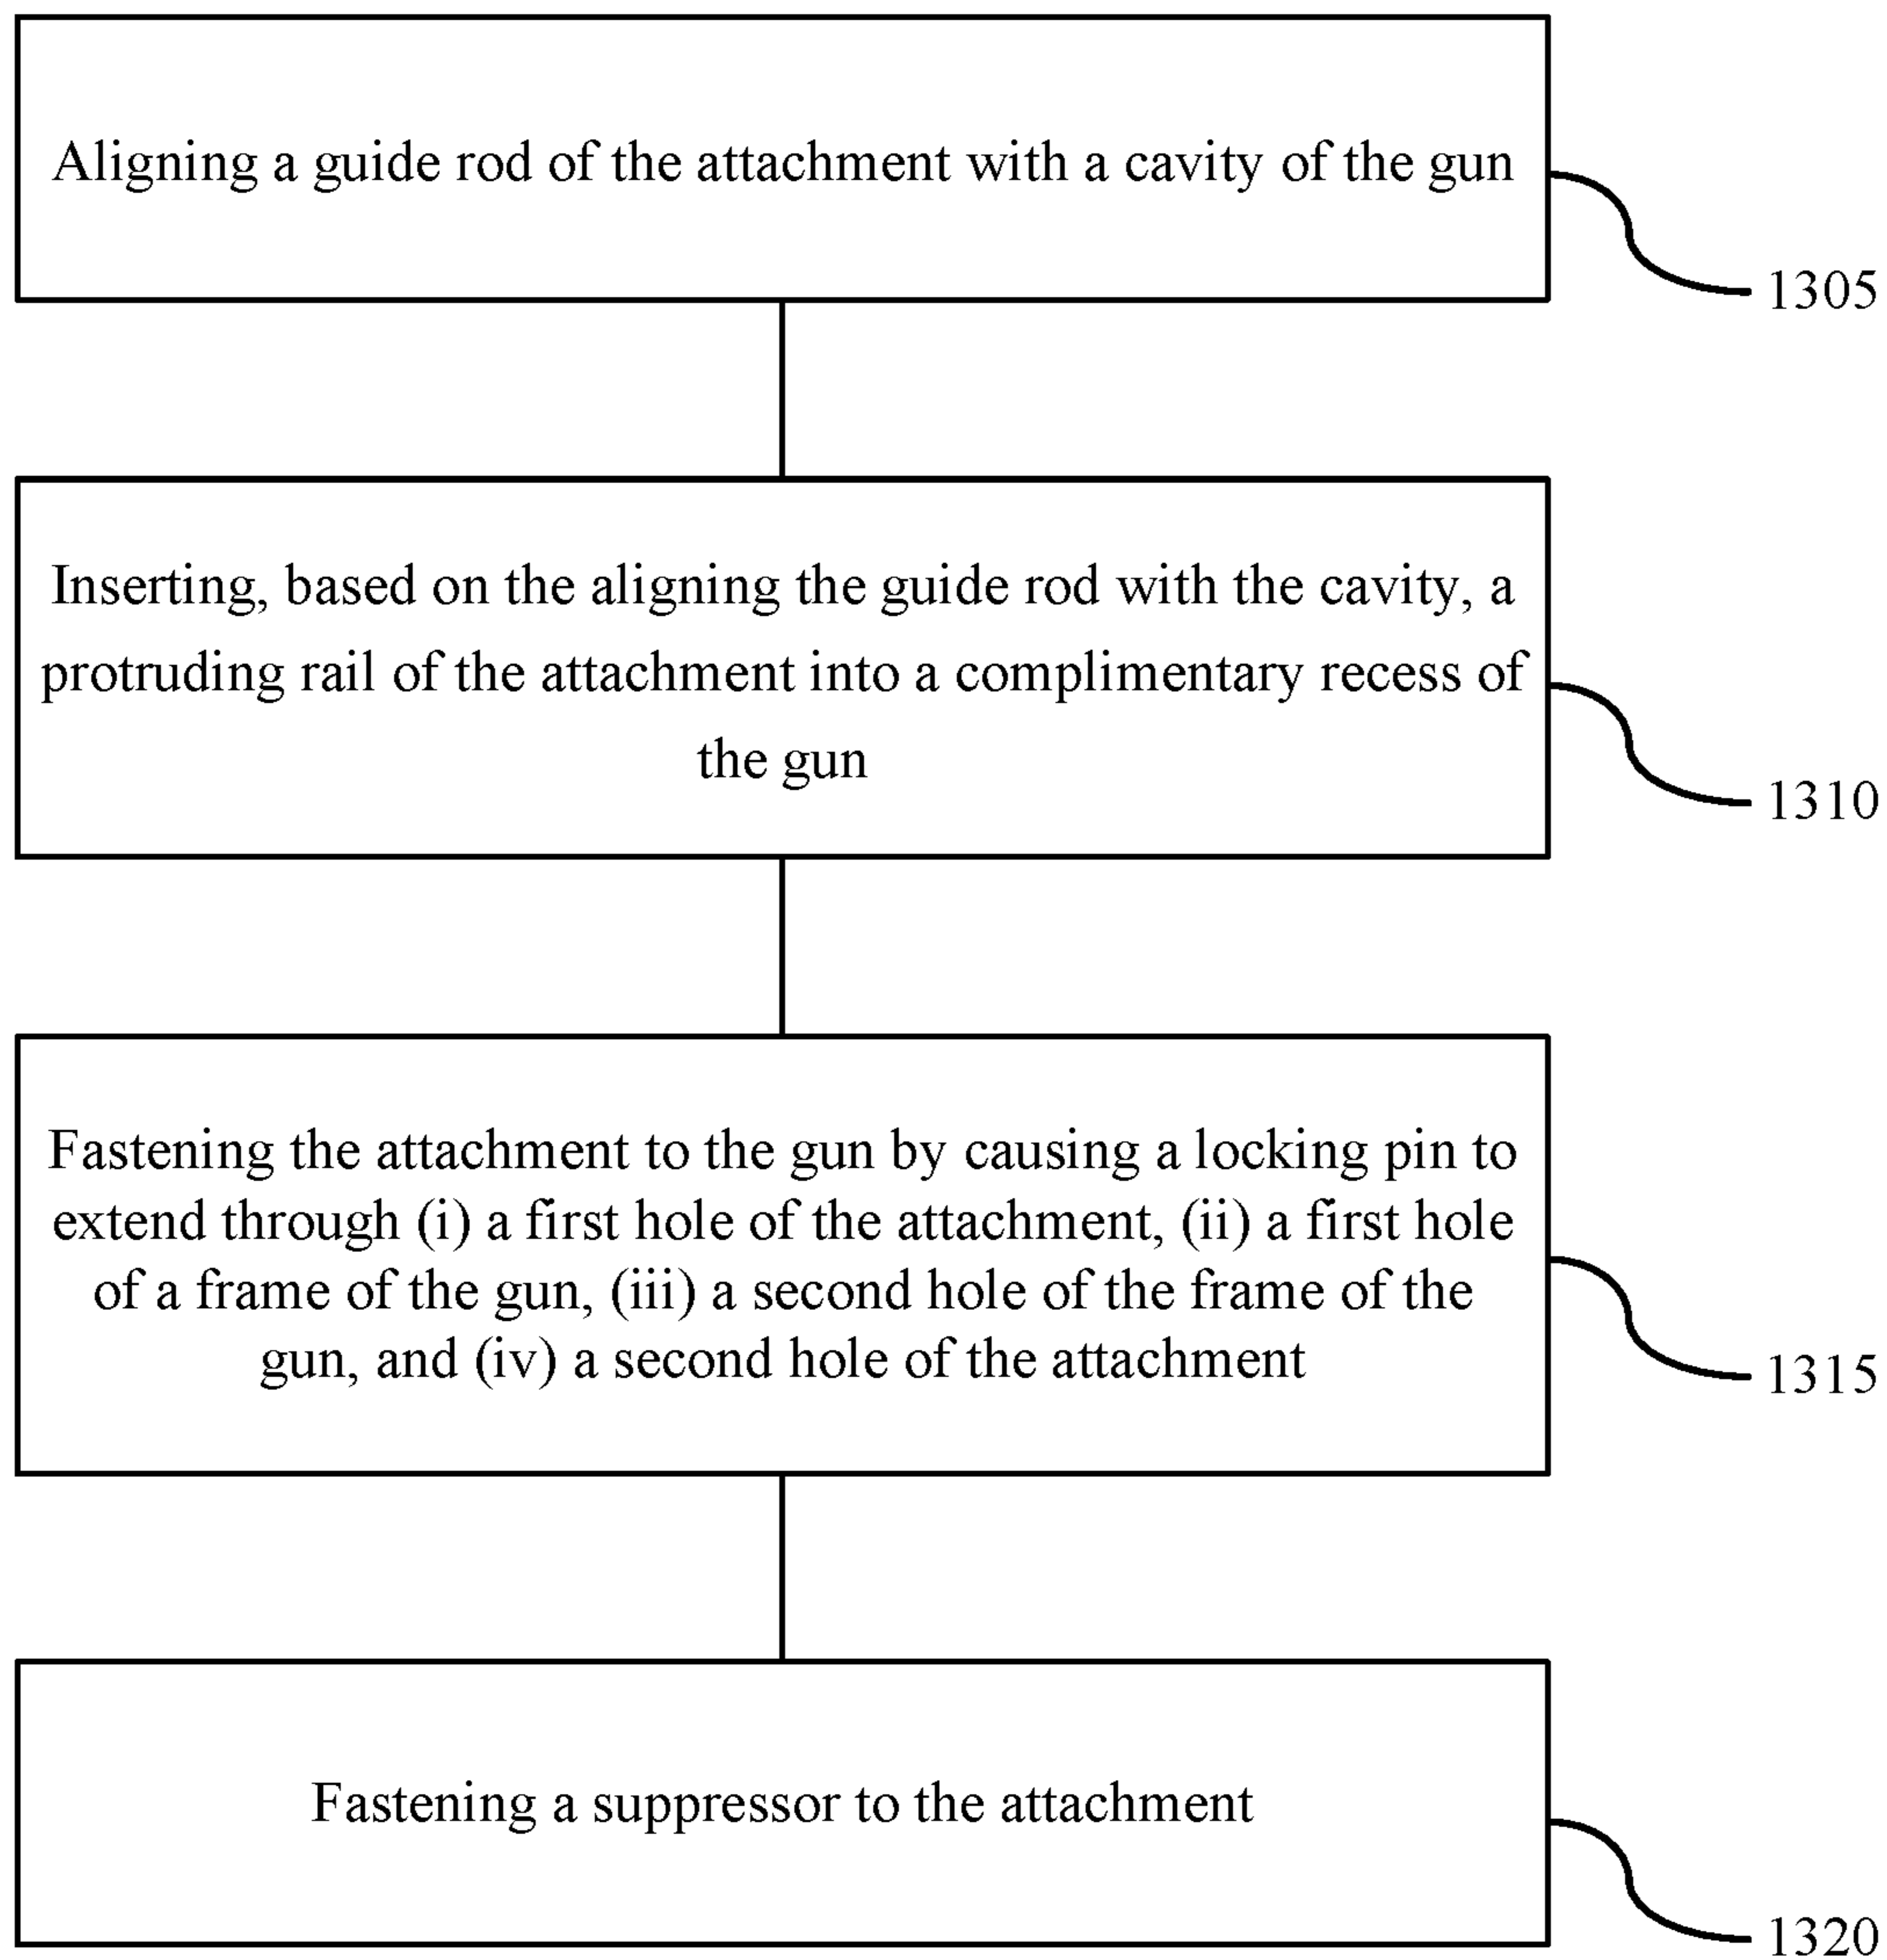 Aligning a guide rod of the attachment with a cavity of the gun
1305
Inserting, based on the aligning the guide rod with the cavity, a
protruding rail of the attachment into a complimentary recess of
the gun
1310
Fastening the attachment to the gun by causing a locking pin to
extend through (i) a first hole of the attachment, (ii) a first hole
of a frame of the gun, (iii) a second hole of the frame of the
gun, and (iv) a second hole of the attachment
1315
Fastening a suppressor to the attachment
1320